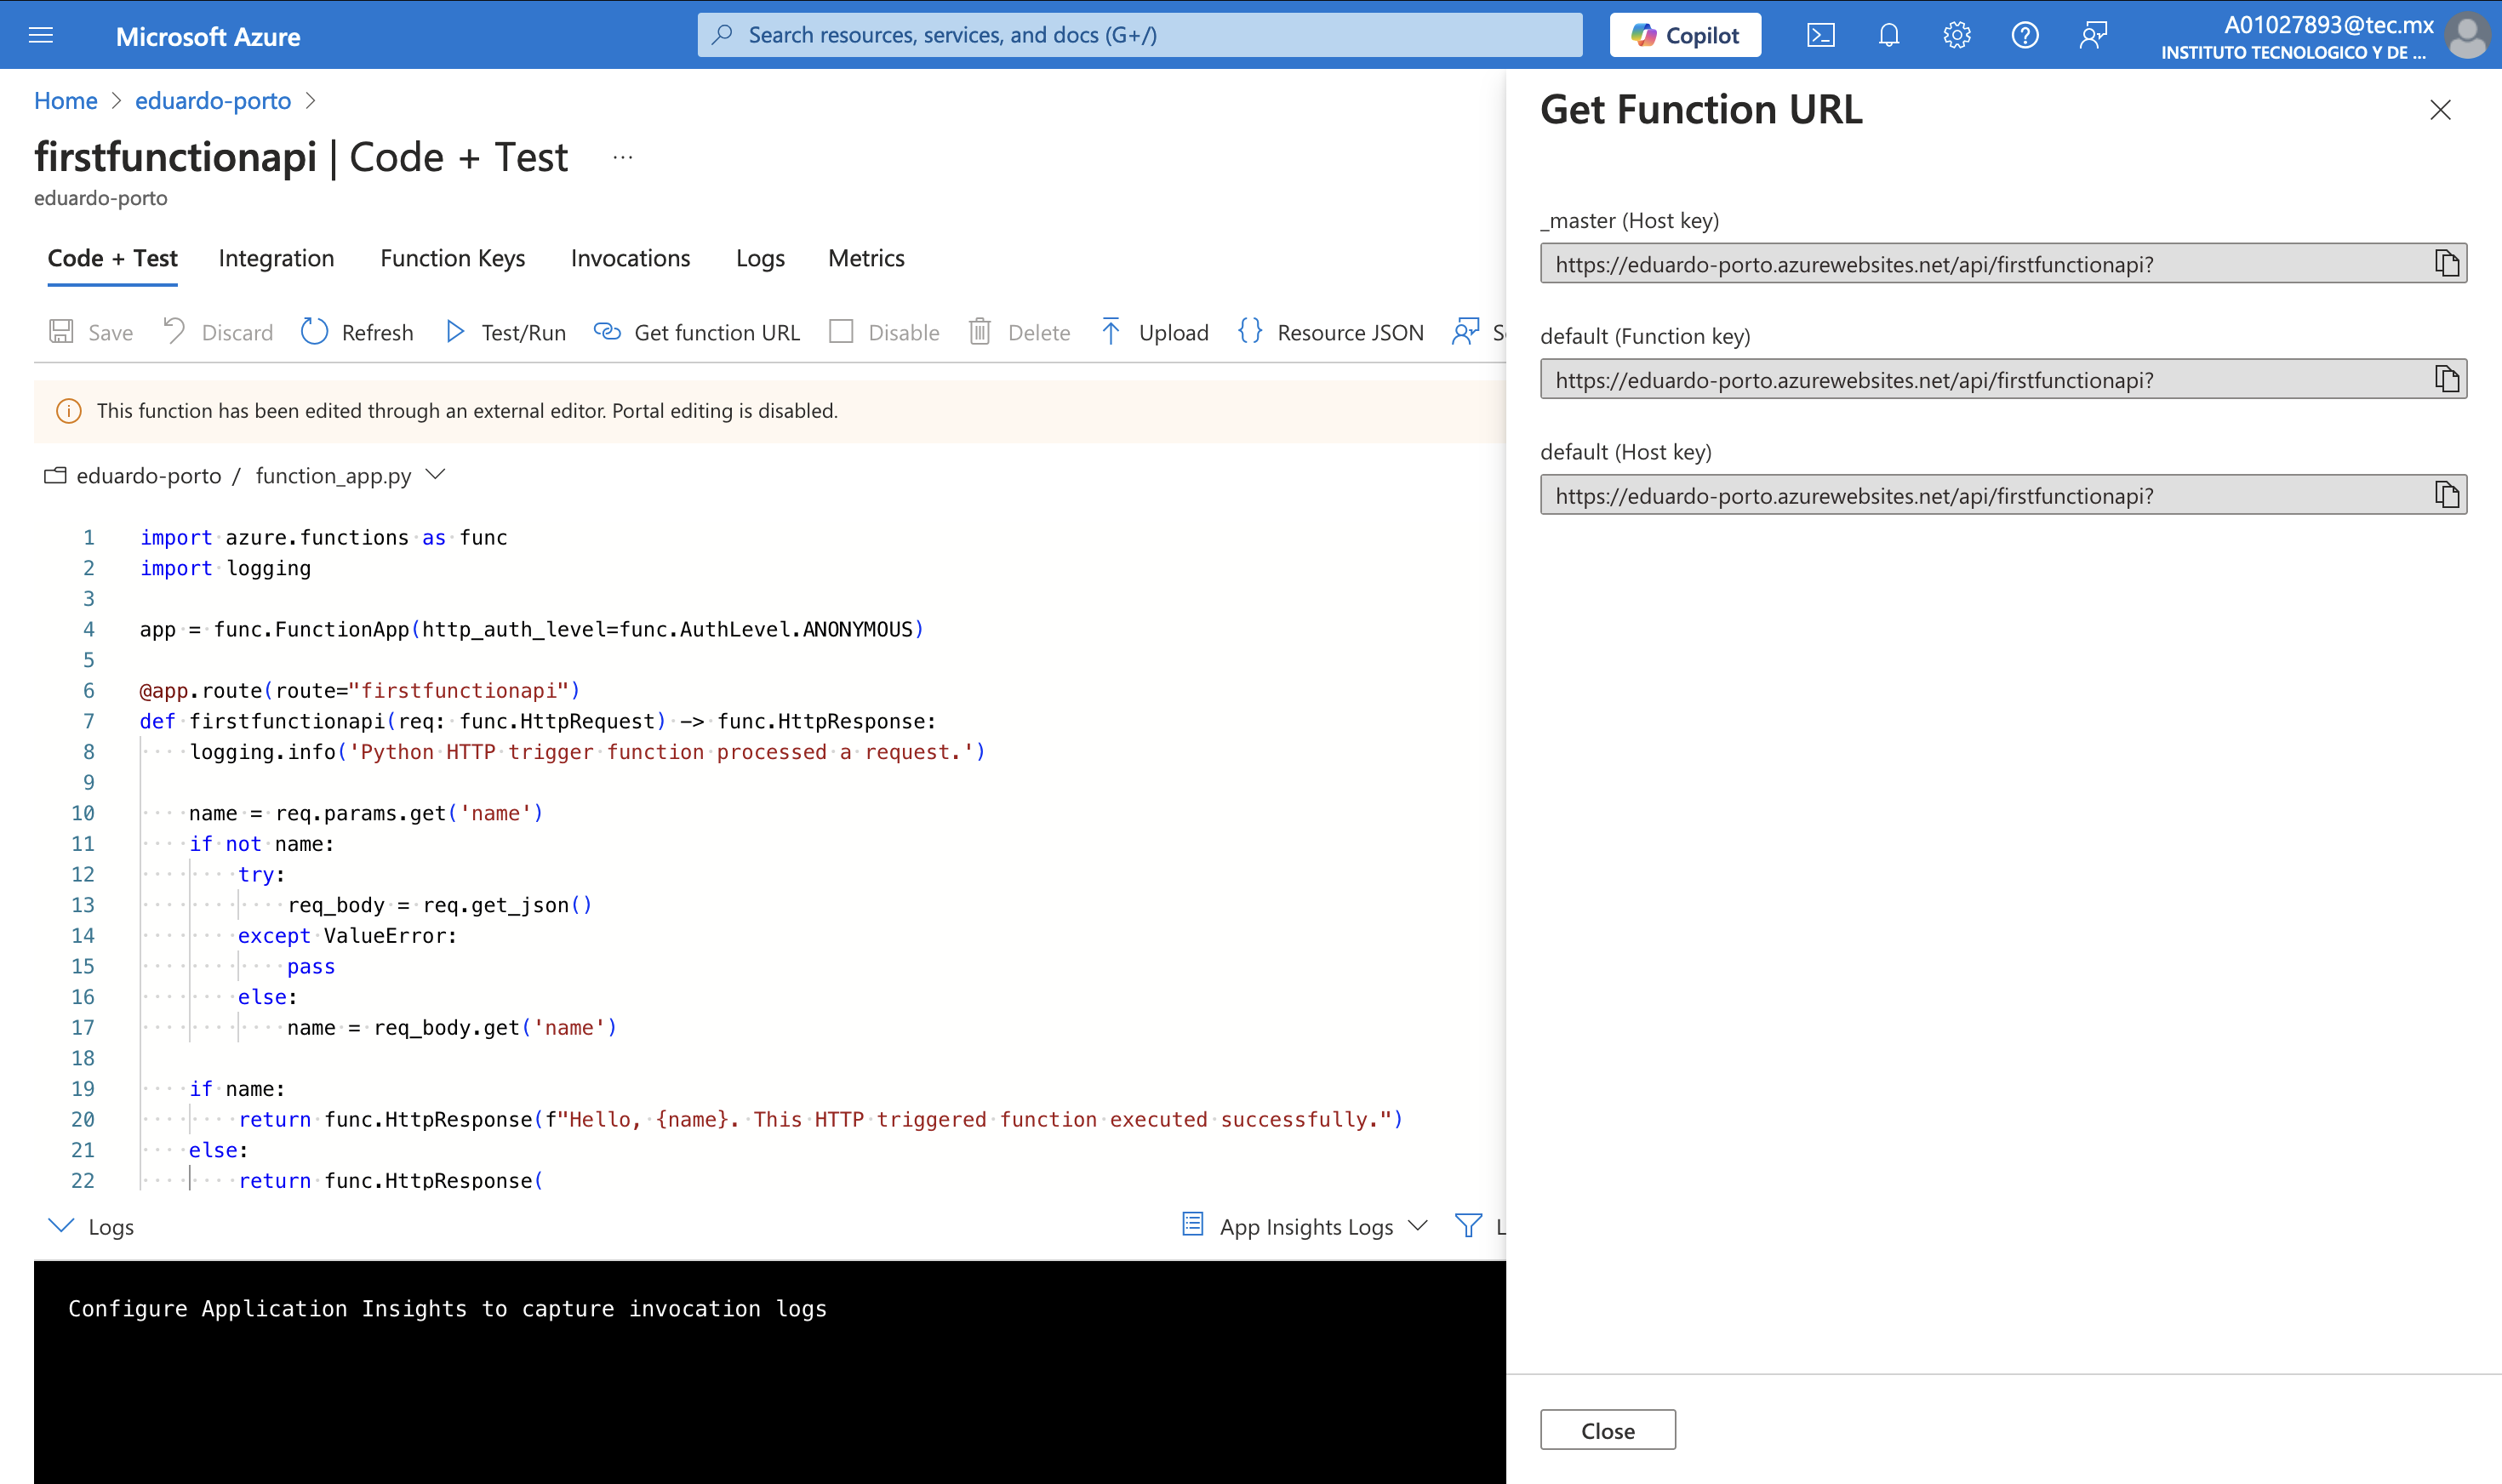 Microsoft Azure
Search resources, services, and docs (G+/)
Copilot
A01027893@tec.mx
INSTITUTO TECNOLOGICO Y DE ...
Home > eduardo-porto >
firstfunctionapi | Code + Test ...
eduardo-porto
Code + Test Integration Function Keys Invocations Logs Metrics
Save Discard Refresh Test/Run Get function URL Disable Delete Upload Resource JSON
This function has been edited through an external editor. Portal editing is disabled.
eduardo-porto / function_app.py
1 import azure.functions as func
2 import logging
3
4 app = func.FunctionApp(http_auth_level=func.AuthLevel.ANONYMOUS)
5
6 @app.route(route="firstfunctionapi")
7 def firstfunctionapi(req: func.HttpRequest) -> func.HttpResponse:
8     logging.info('Python HTTP trigger function processed a request.')
9
10     name = req.params.get('name')
11     if not name:
12         try:
13             req_body = req.get_json()
14         except ValueError:
15             pass
16         else:
17             name = req_body.get('name')
18
19     if name:
20         return func.HttpResponse(f"Hello, {name}. This HTTP triggered function executed successfully.")
21     else:
22         return func.HttpResponse(
Logs App Insights Logs
Configure Application Insights to capture invocation logs
Get Function URL
_master (Host key)
https://eduardo-porto.azurewebsites.net/api/firstfunctionapi?
default (Function key)
https://eduardo-porto.azurewebsites.net/api/firstfunctionapi?
default (Host key)
https://eduardo-porto.azurewebsites.net/api/firstfunctionapi?
Close